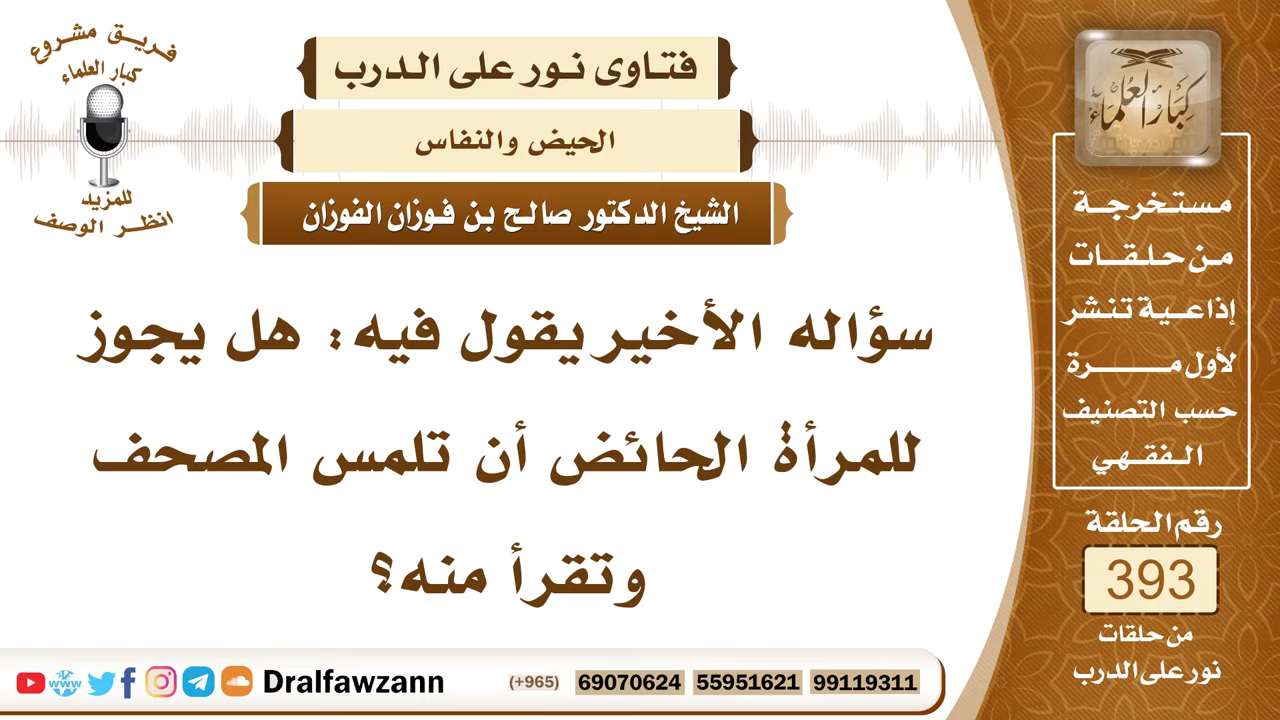 فريق مشروع
كبار العلماء
للمزيد
انظر الوصف
فتاوى نور على الدرب
الحيض والنفاس
الشيخ الدكتور صالح بن فوزان الفوزان
سؤاله الأخير يقول فيه: هل يجوز
للمرأة الحائض أن تلمس المصحف
وتقرأ منه؟
كبار العلماء
مستخرجة
من حلقات
إذاعية تنشر
لأول مرة
حسب التصنيف
الفقهي
رقم الحلقة
393
من حلقات
نور على الدرب
www
Dralfawzann
(+965) 69070624 55951621 99119311